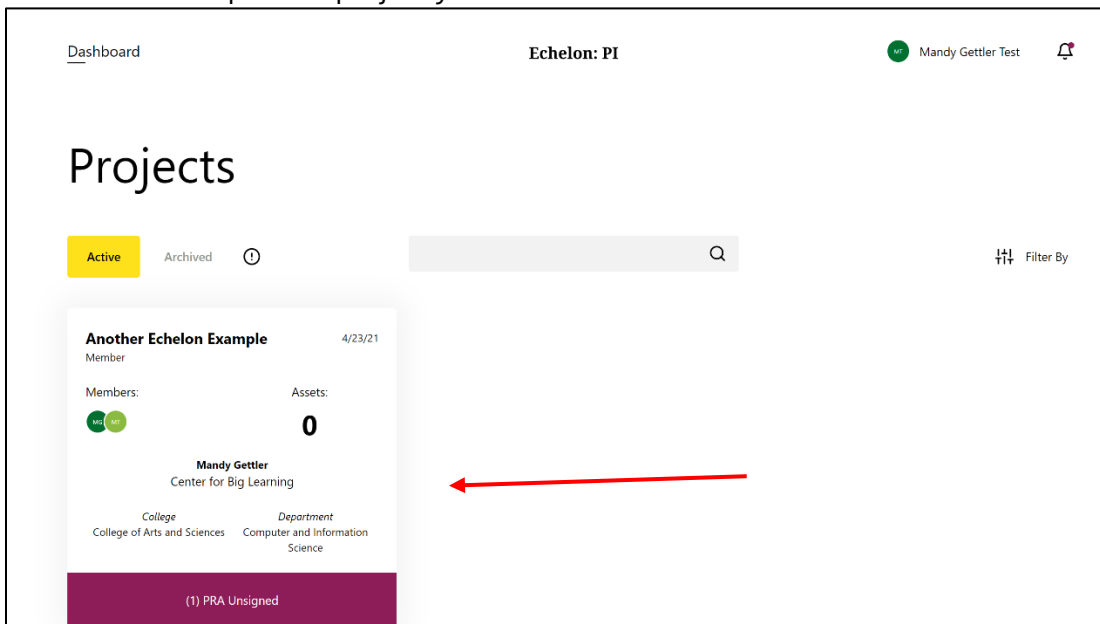 Dashboard
Echelon: PI
MT
Mandy Gettler Test
Projects
Active
Archived
Filter By
Another Echelon Example
4/23/21
Member
Members:
Assets:
MG MT
0
Mandy Gettler
Center for Big Learning
College
Department
College of Arts and Sciences
Computer and Information
Science
(1) PRA Unsigned